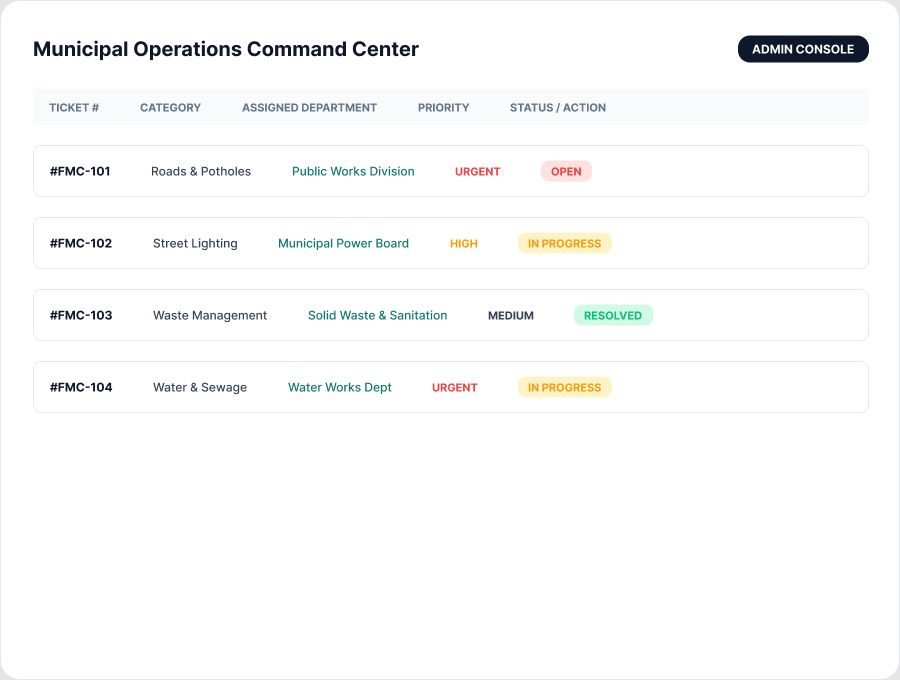 Municipal Operations Command Center ADMIN CONSOLE
TICKET # CATEGORY ASSIGNED DEPARTMENT PRIORITY STATUS / ACTION
#FMC-101 Roads & Potholes Public Works Division URGENT OPEN
#FMC-102 Street Lighting Municipal Power Board HIGH IN PROGRESS
#FMC-103 Waste Management Solid Waste & Sanitation MEDIUM RESOLVED
#FMC-104 Water & Sewage Water Works Dept URGENT IN PROGRESS